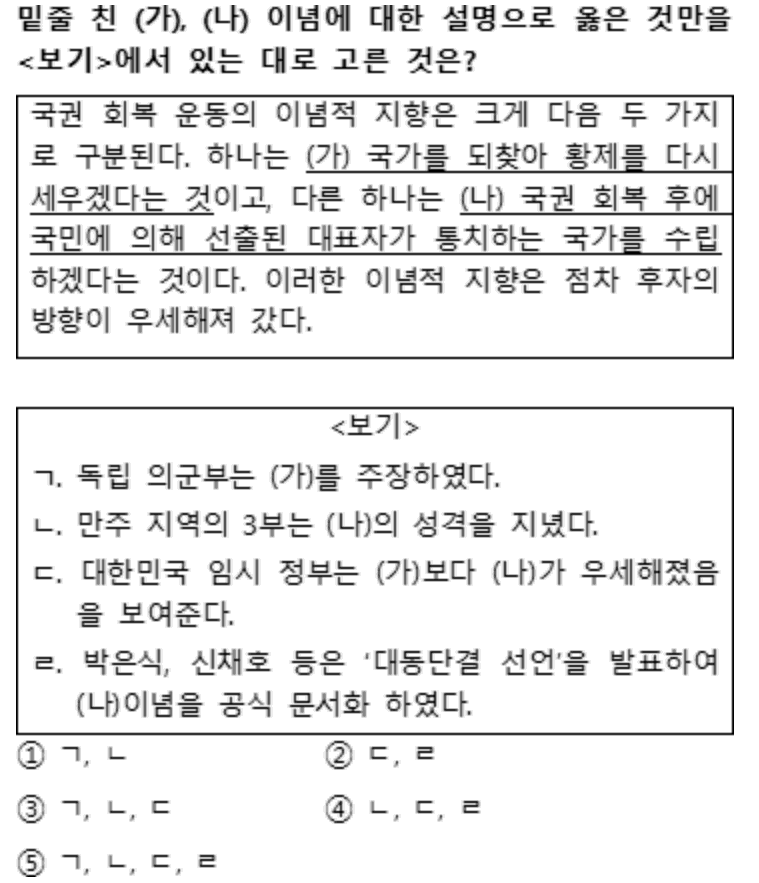 밑줄 친 (가), (나) 이념에 대한 설명으로 옳은 것만을
<보기>에서 있는 대로 고른 것은?
국권 회복 운동의 이념적 지향은 크게 다음 두 가지
로 구분된다. 하나는 (가) 국가를 되찾아 황제를 다시
세우겠다는 것이고, 다른 하나는 (나) 국권 회복 후에
국민에 의해 선출된 대표자가 통치하는 국가를 수립
하겠다는 것이다. 이러한 이념적 지향은 점차 후자의
방향이 우세해져 갔다.
<보기>
ㄱ. 독립 의군부는 (가)를 주장하였다.
ㄴ. 만주 지역의 3부는 (나)의 성격을 지녔다.
ㄷ. 대한민국 임시 정부는 (가)보다 (나)가 우세해졌음
을 보여준다.
ㄹ. 박은식, 신채호 등은 ‘대동단결 선언’을 발표하여
(나)이념을 공식 문서화 하였다.
① ㄱ, ㄴ ② ㄷ, ㄹ
③ ㄱ, ㄴ, ㄷ ④ ㄴ, ㄷ, ㄹ
⑤ ㄱ, ㄴ, ㄷ, ㄹ